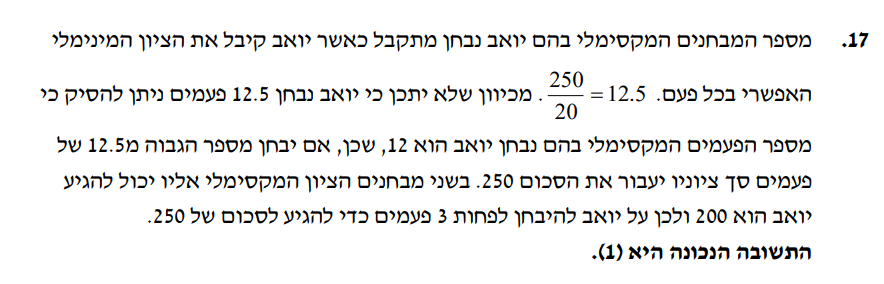 17. מספר המבחנים המקסימלי בהם יואב נבחן מתקבל כאשר יואב קיבל את הציון המינימלי
האפשרי בכל פעם. 250/20 = 12.5. מכיוון שלא יתכן כי יואב נבחן 12.5 פעמים ניתן להסיק כי
מספר הפעמים המקסימלי בהם נבחן יואב הוא 12, שכן, אם יבחן מספר הגבוה מ12.5 של
פעמים סך ציוניו יעבור את הסכום 250. בשני מבחנים הציון המקסימלי אליו יכול להגיע
יואב הוא 200 ולכן על יואב להיבחן לפחות 3 פעמים כדי להגיע לסכום של 250.
התשובה הנכונה היא (1).